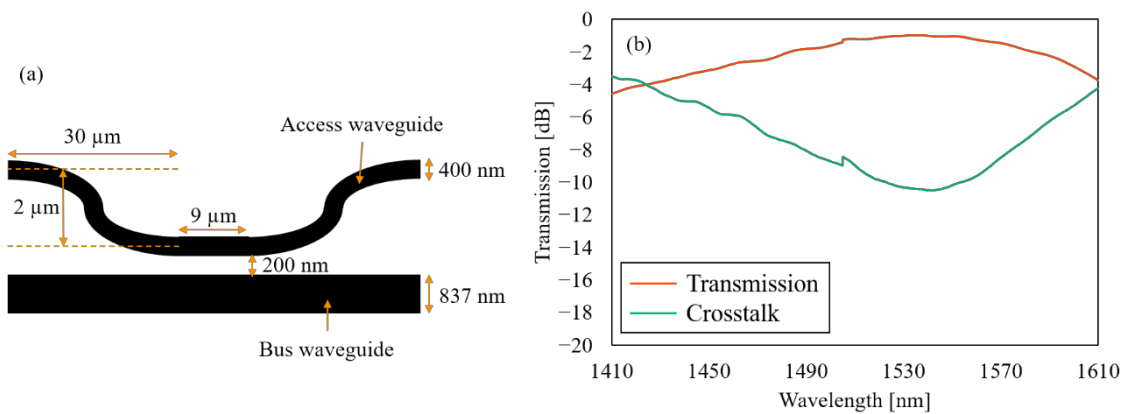 (a)
30 µm
Access waveguide
400 nm
2 µm
9 µm
200 nm
837 nm
Bus waveguide
(b)
Transmission [dB]
0
−2
−4
−6
−8
−10
−12
−14
−16
−18
−20
Transmission
Crosstalk
1410 1450 1490 1530 1570 1610
Wavelength [nm]